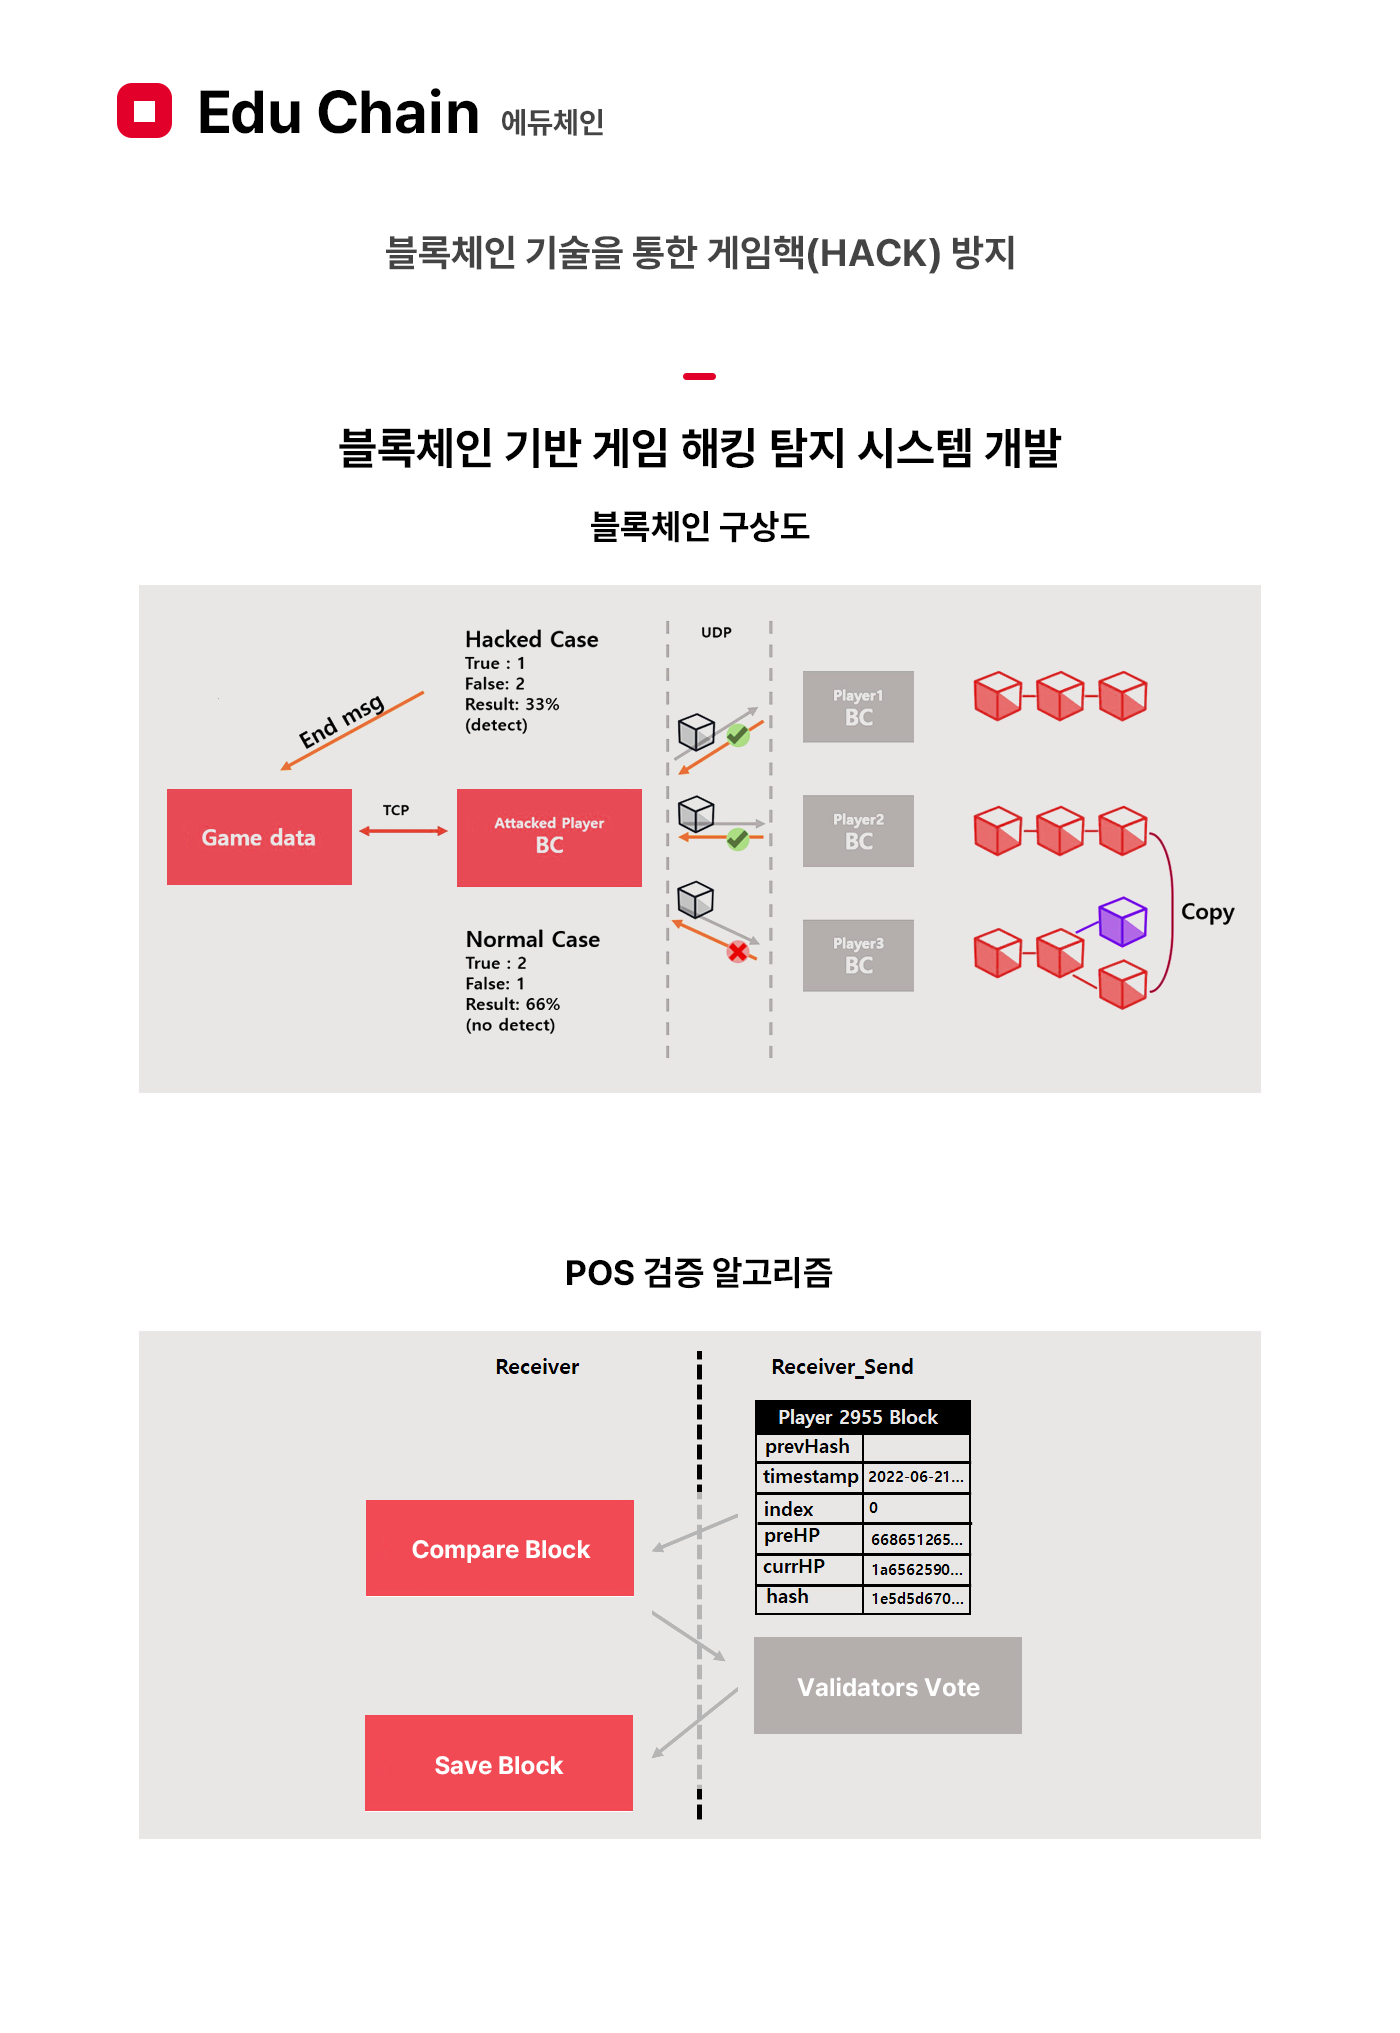 Edu Chain 에듀체인
블록체인 기술을 통한 게임핵(HACK) 방지
블록체인 기반 게임 해킹 탐지 시스템 개발
블록체인 구상도
Hacked Case
True : 1
False: 2
Result: 33%
(detect)
End msg
UDP
Player1
BC
Game data
TCP
Attacked Player
BC
Player2
BC
Copy
Normal Case
True : 2
False: 1
Result: 66%
(no detect)
Player3
BC
POS 검증 알고리즘
Receiver
Receiver_Send
Player 2955 Block
prevHash
timestamp 2022-06-21...
index 0
preHP 668651265...
currHP 1a6562590...
hash 1e5d5d670...
Compare Block
Validators Vote
Save Block